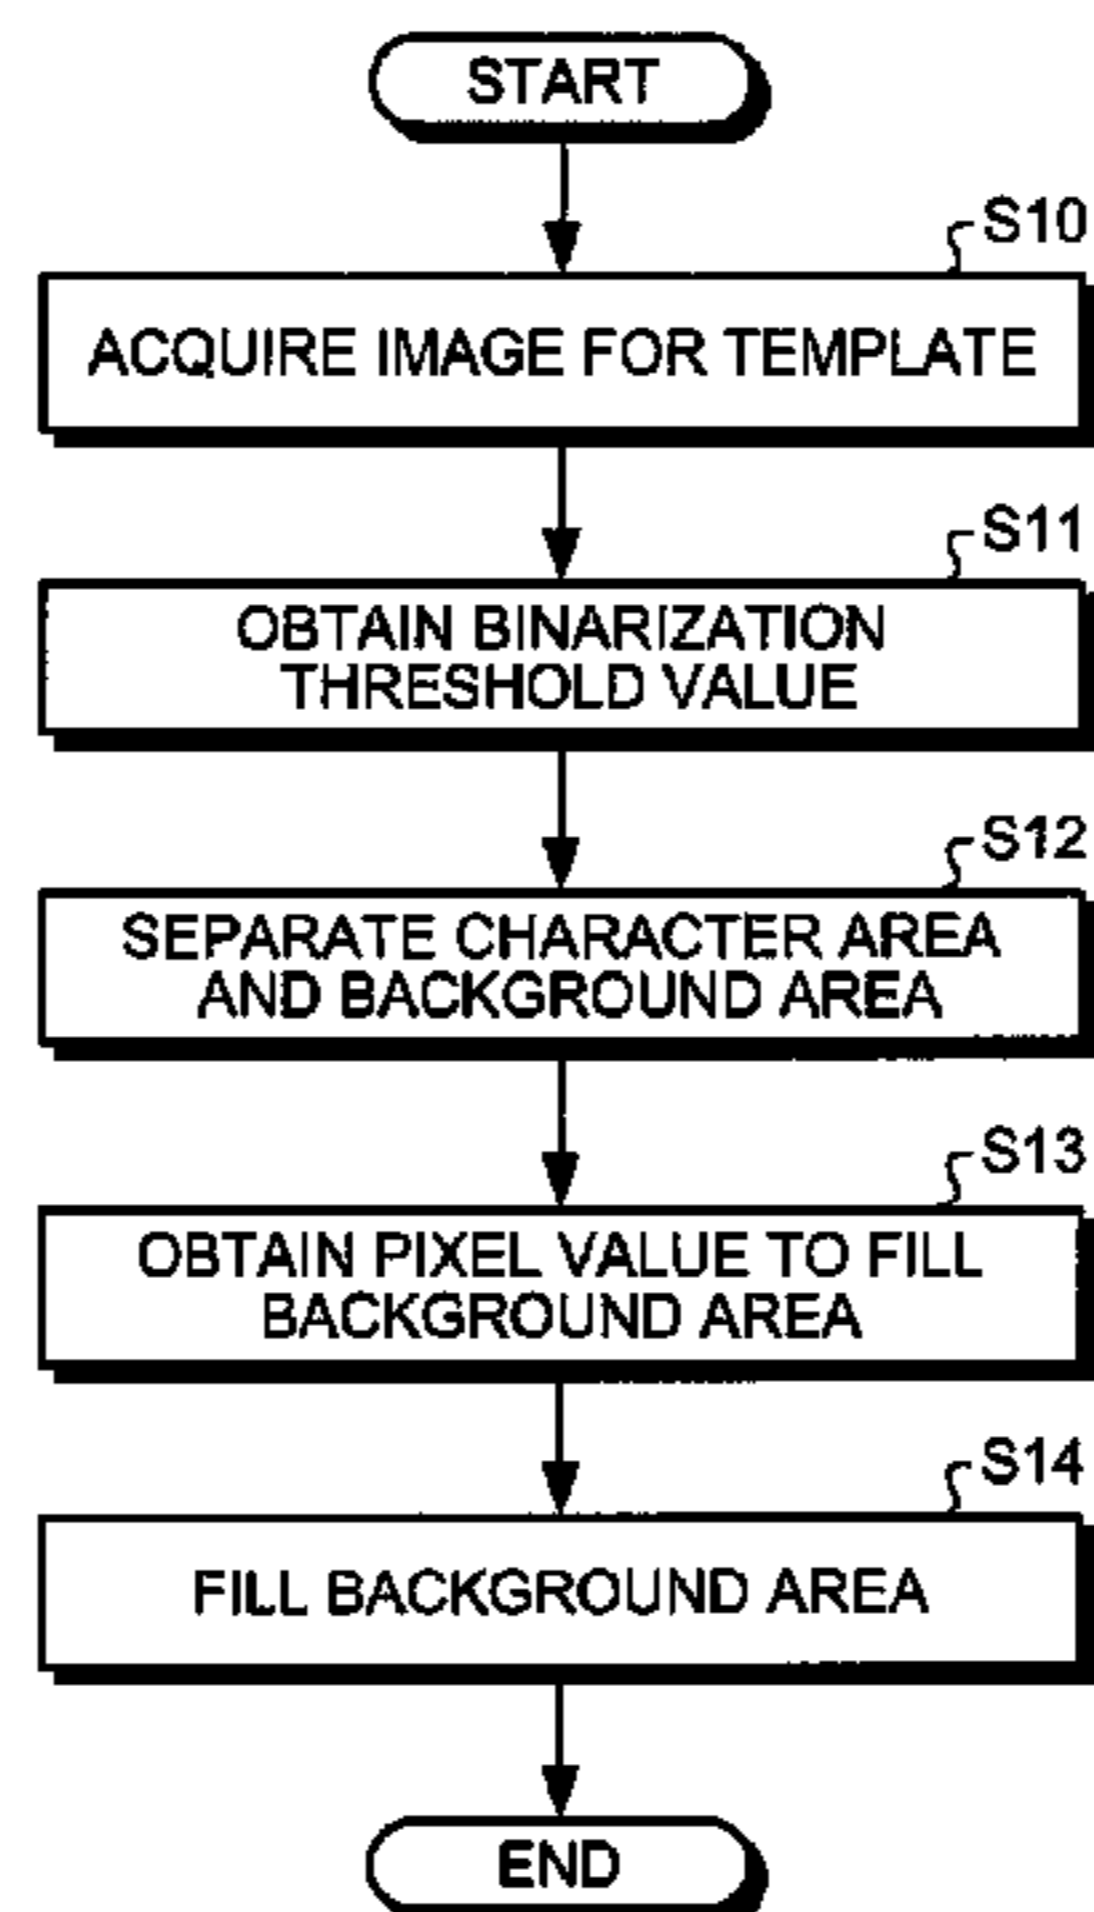 START
S10
ACQUIRE IMAGE FOR TEMPLATE
S11
OBTAIN BINARIZATION
THRESHOLD VALUE
S12
SEPARATE CHARACTER AREA
AND BACKGROUND AREA
S13
OBTAIN PIXEL VALUE TO FILL
BACKGROUND AREA
S14
FILL BACKGROUND AREA
END